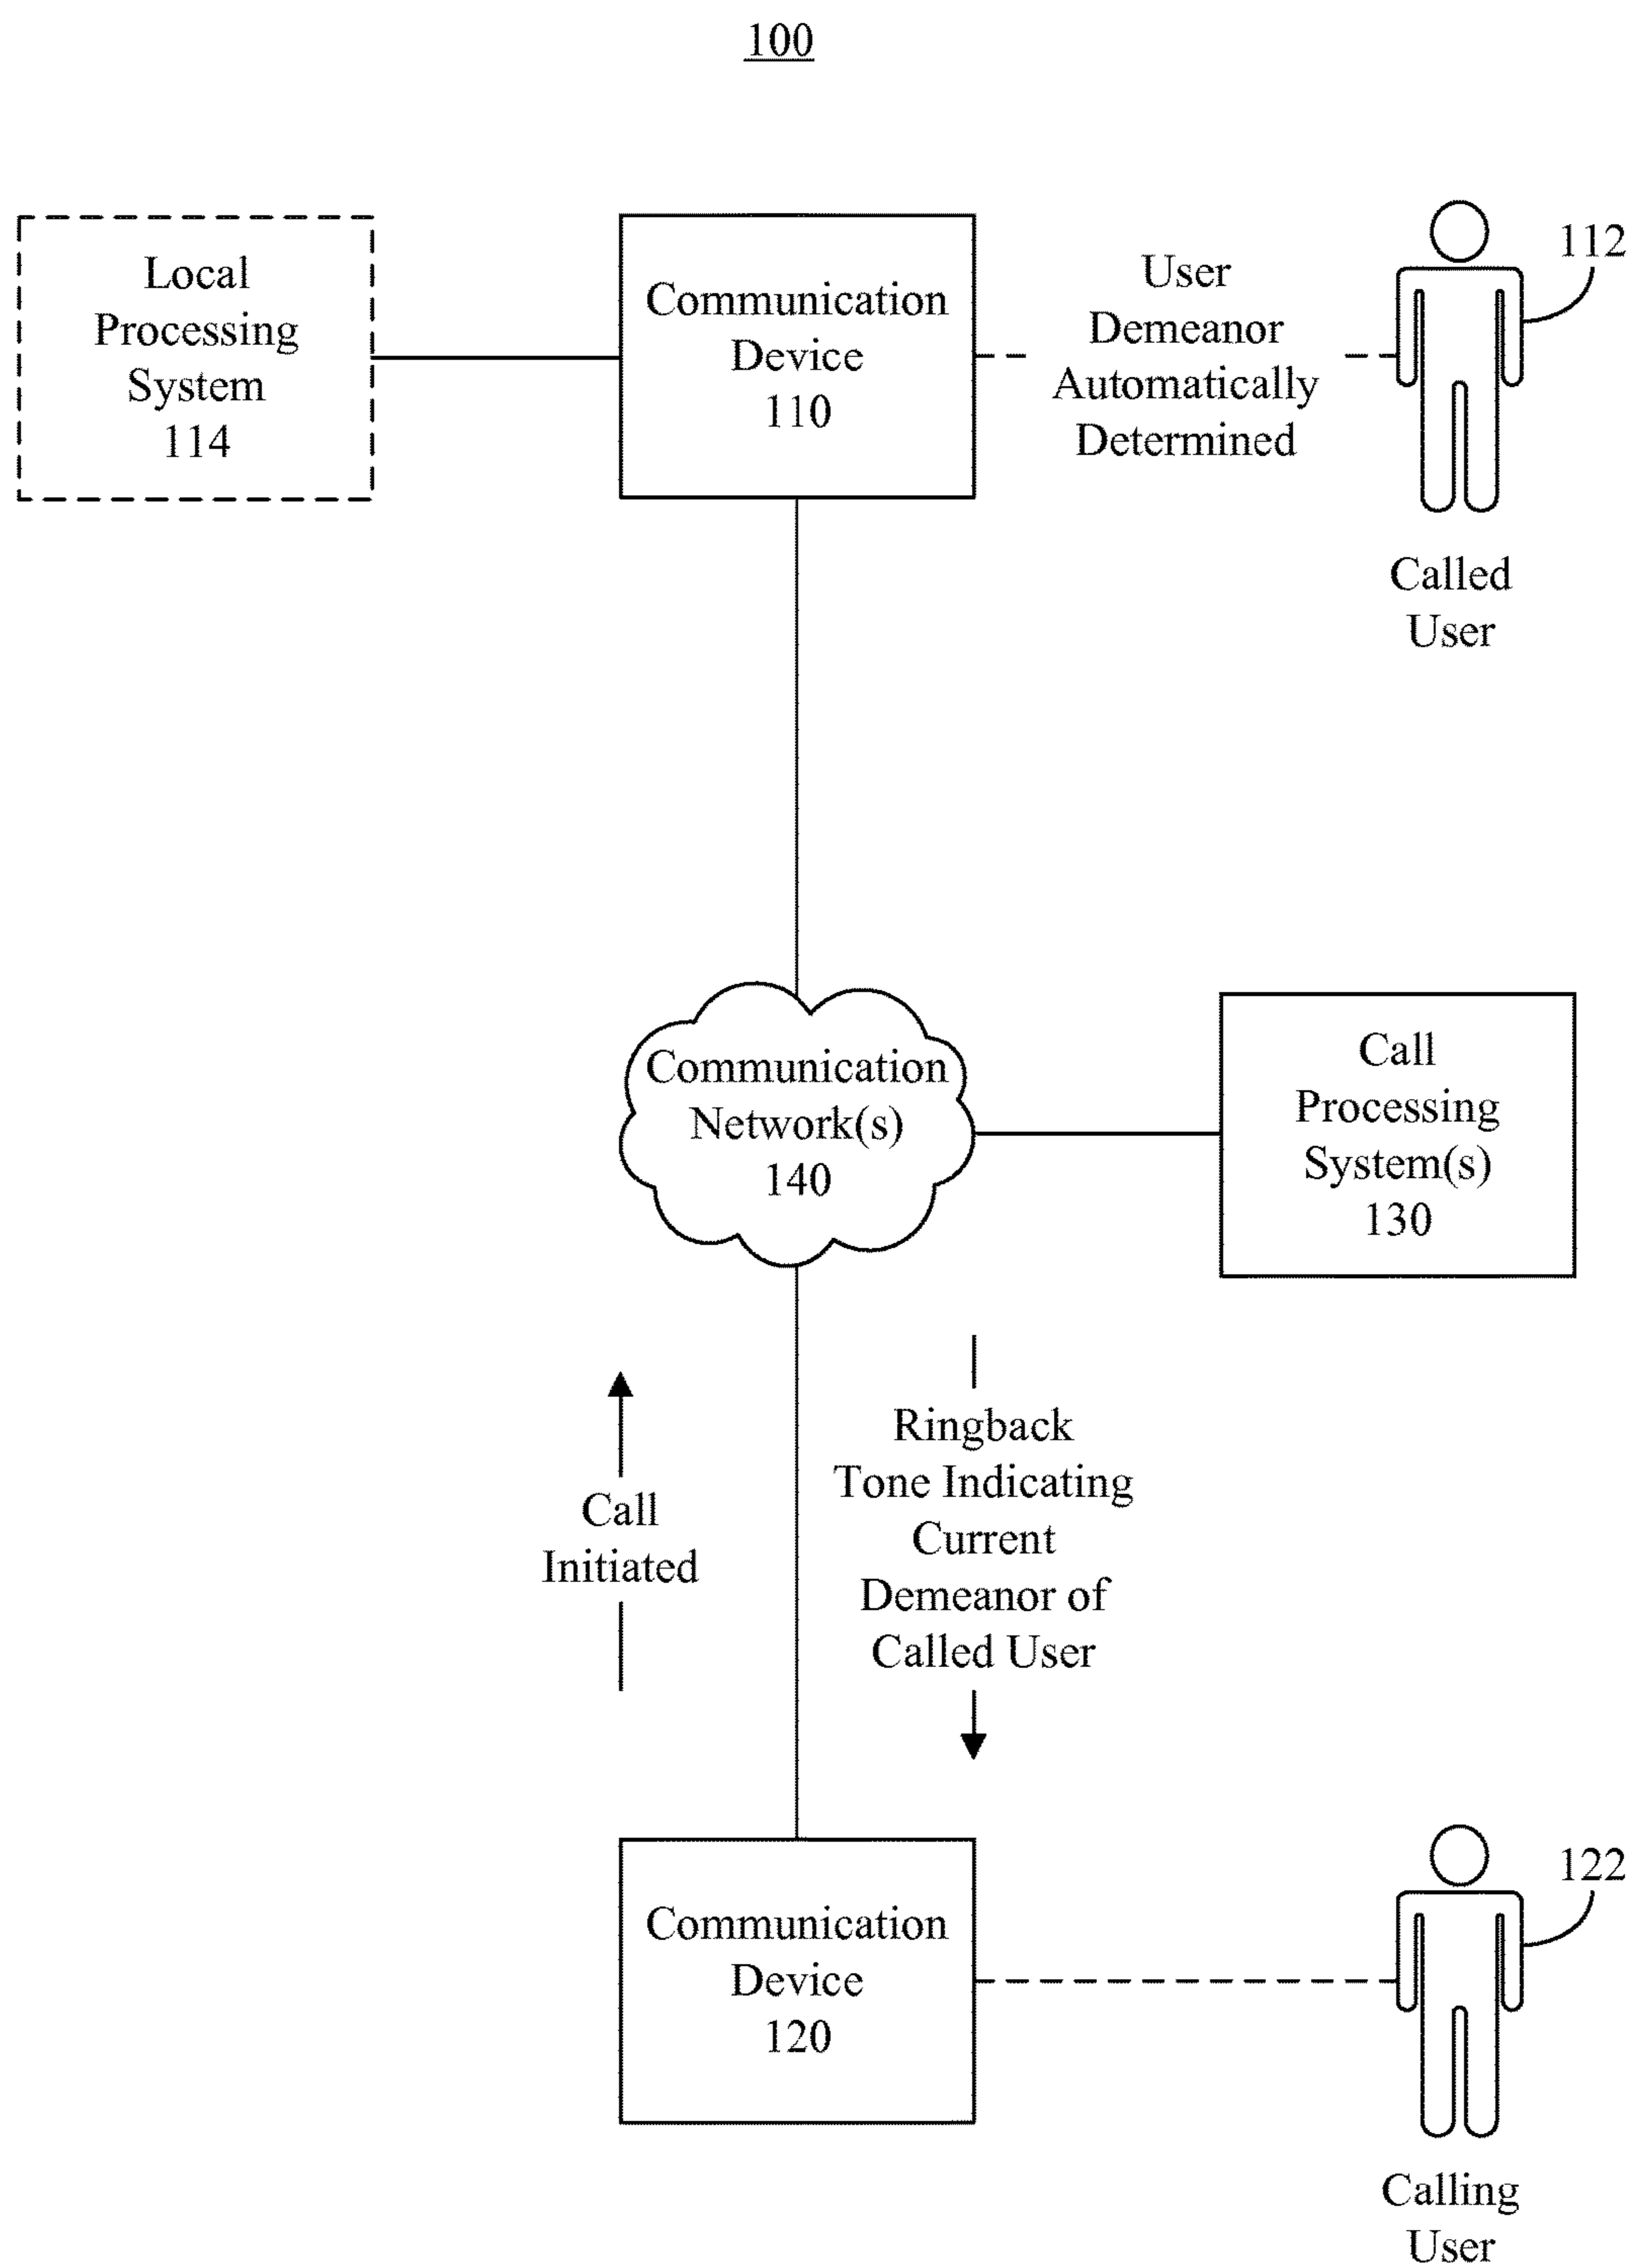 100
Local
Processing
System
114
Communication
Device
110
User
Demeanor
Automatically
Determined
112
Called
User
Communication
Network(s)
140
Call
Processing
System(s)
130
Call
Initiated
Ringback
Tone Indicating
Current
Demeanor of
Called User
Communication
Device
120
122
Calling
User